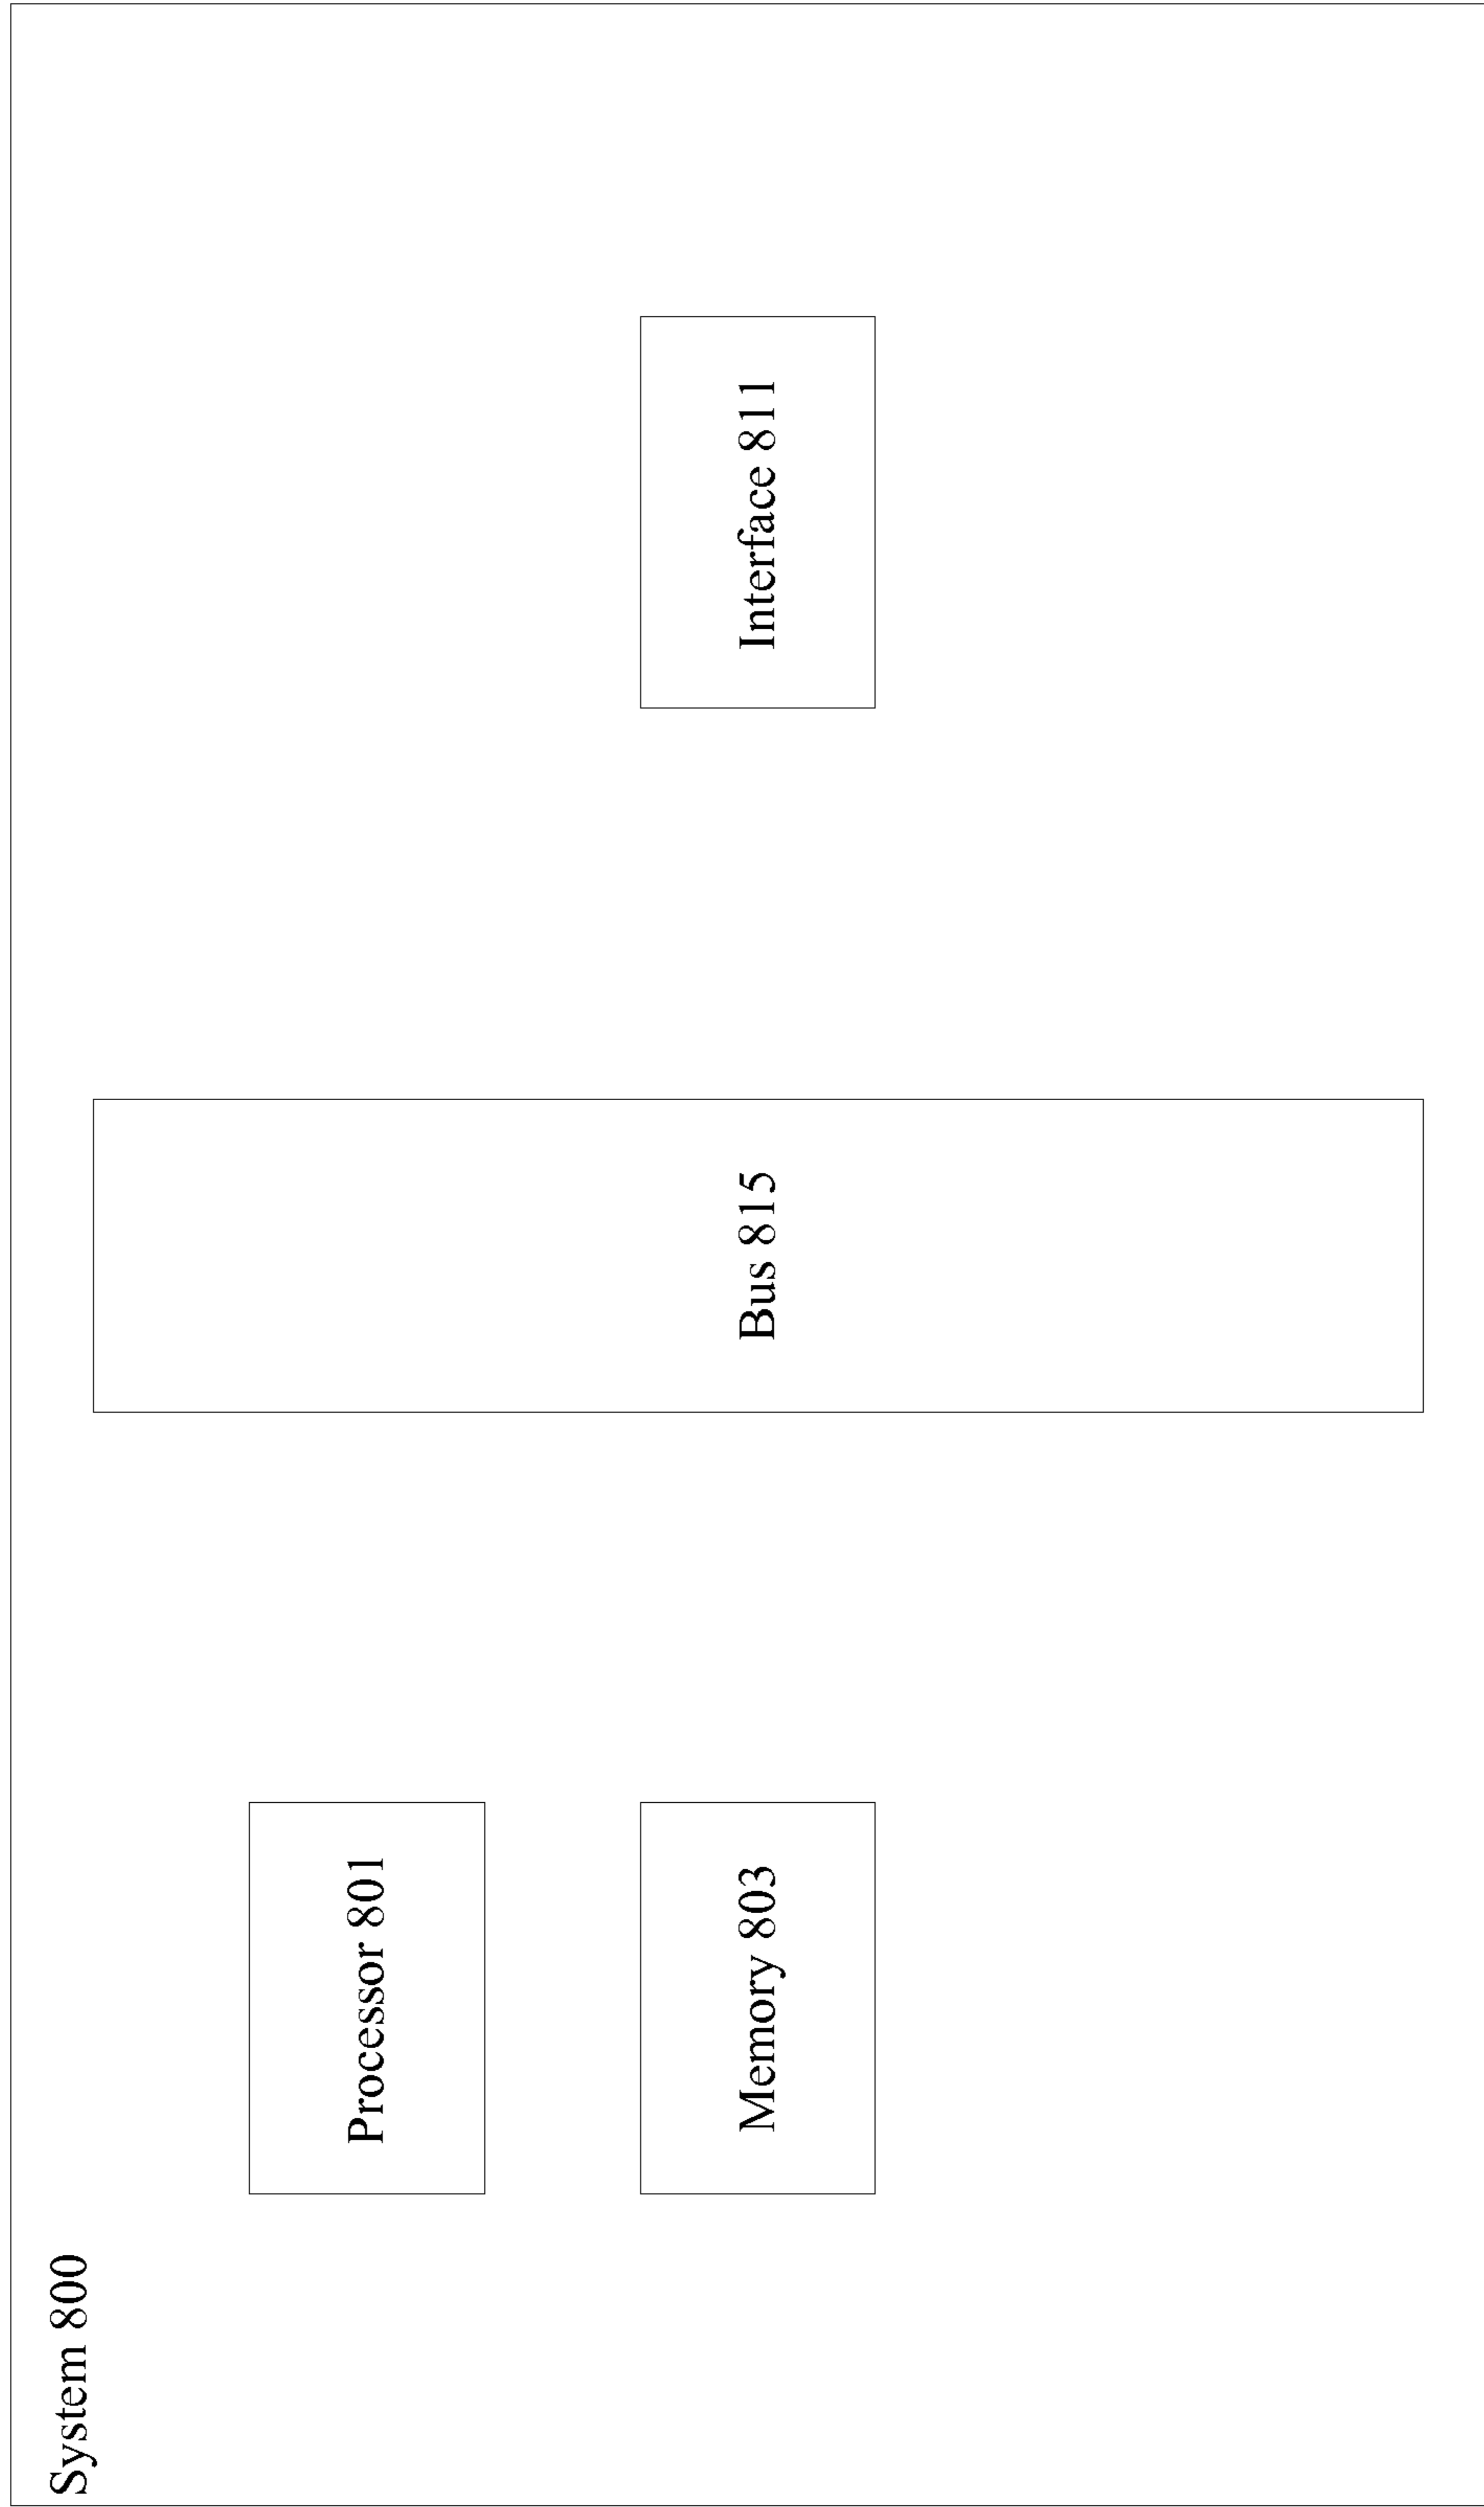 System 800
Processor 801
Memory 803
Bus 815
Interface 811